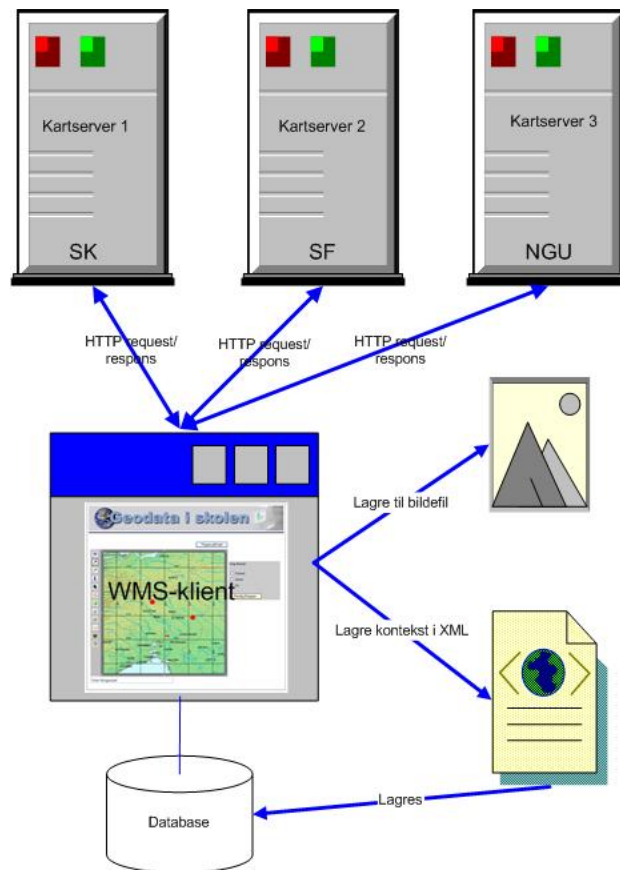 Kartserver 1
Kartserver 2
Kartserver 3
SK
SF
NGU
HTTP request/
respons
HTTP request/
respons
HTTP request/
respons
Geodata i skolen
WMS-klient
Lagre til bildefil
Lagre kontekst i XML
Lagres
Database